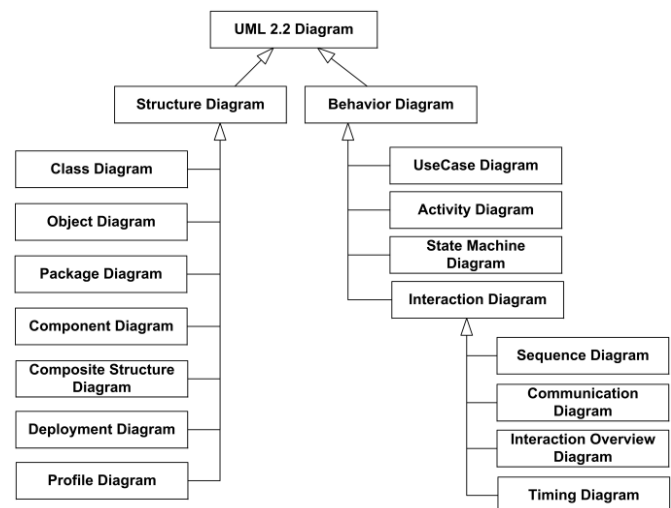 UML 2.2 Diagram
Structure Diagram
Behavior Diagram
Class Diagram
Object Diagram
Package Diagram
Component Diagram
Composite Structure
Diagram
Deployment Diagram
Profile Diagram
UseCase Diagram
Activity Diagram
State Machine
Diagram
Interaction Diagram
Sequence Diagram
Communication
Diagram
Interaction Overview
Diagram
Timing Diagram